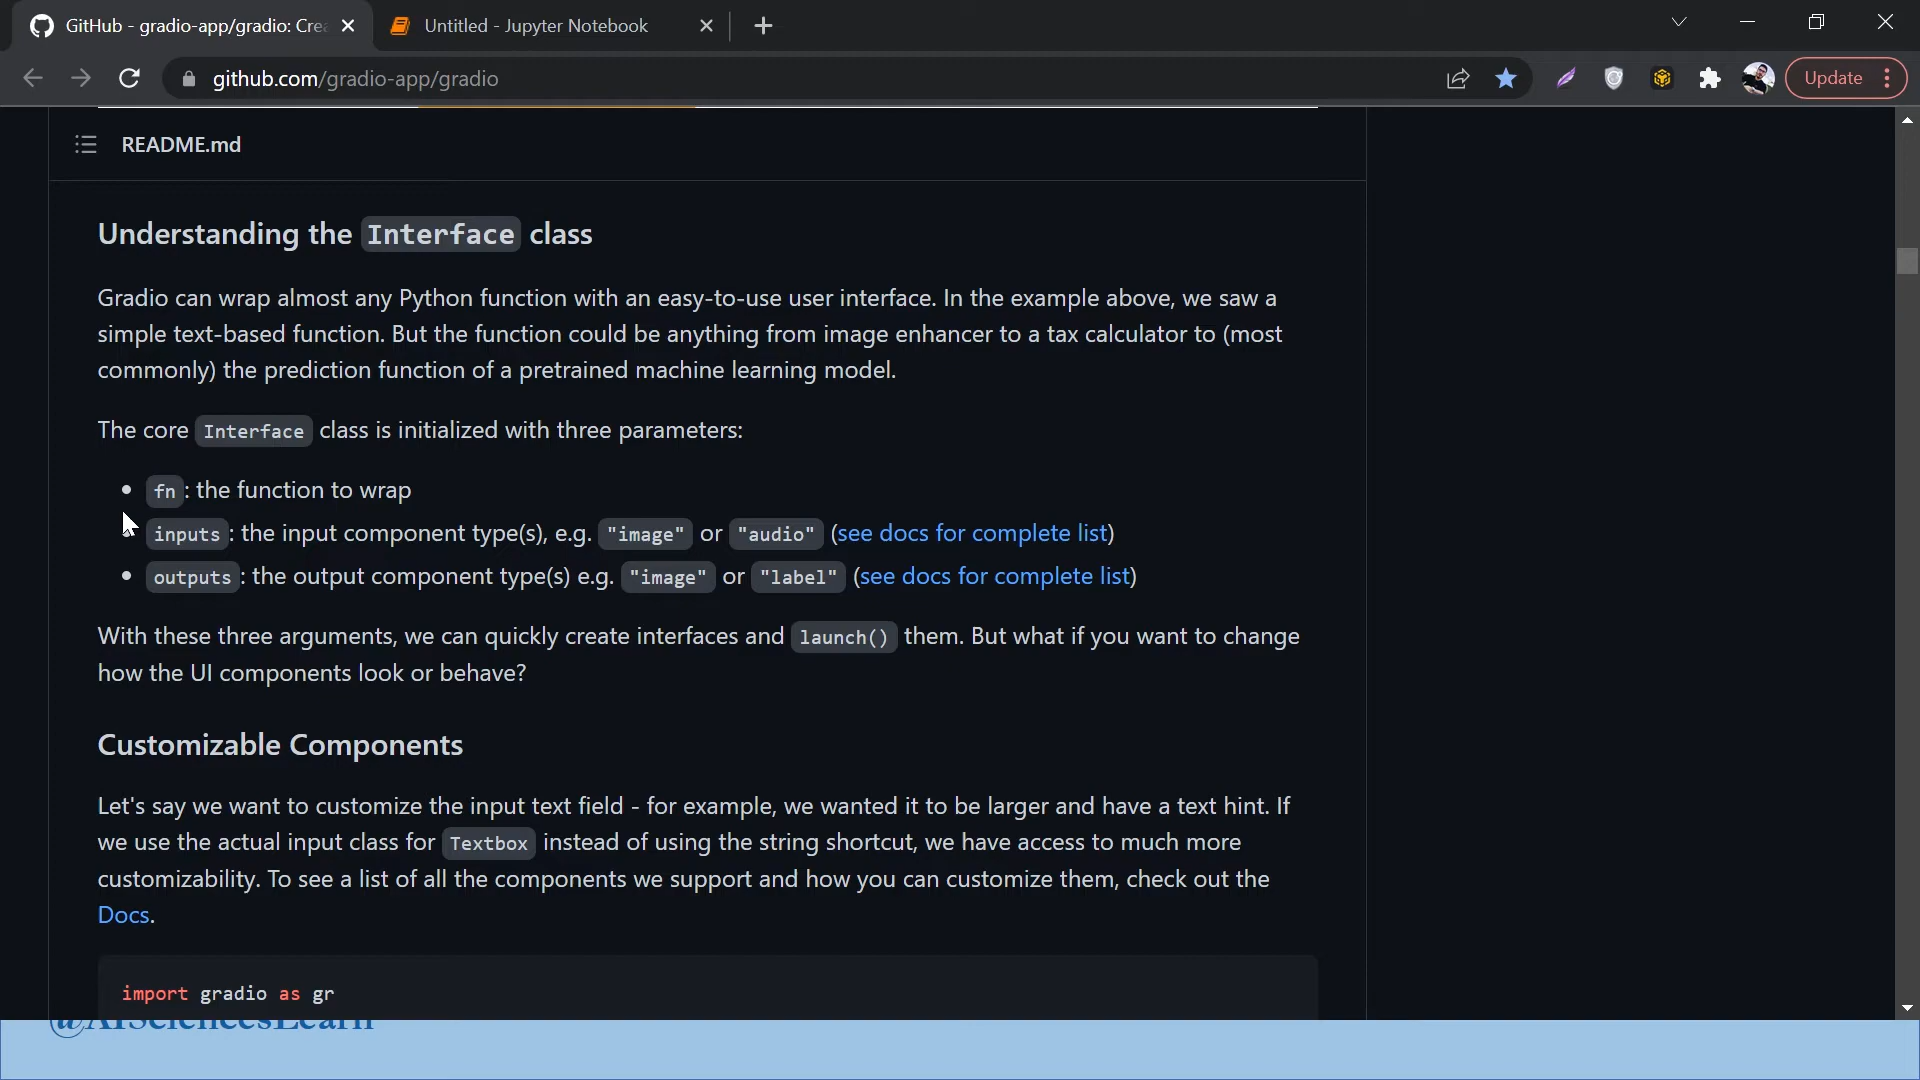 GitHub - gradio-app/gradio: Crea
Untitled - Jupyter Notebook
github.com/gradio-app/gradio
Update
README.md
Understanding the Interface class
Gradio can wrap almost any Python function with an easy-to-use user interface. In the example above, we saw a
simple text-based function. But the function could be anything from image enhancer to a tax calculator to (most
commonly) the prediction function of a pretrained machine learning model.
The core Interface class is initialized with three parameters:
fn: the function to wrap
inputs: the input component type(s), e.g. "image" or "audio" (see docs for complete list)
outputs: the output component type(s) e.g. "image" or "label" (see docs for complete list)
With these three arguments, we can quickly create interfaces and launch() them. But what if you want to change
how the UI components look or behave?
Customizable Components
Let's say we want to customize the input text field - for example, we wanted it to be larger and have a text hint. If
we use the actual input class for Textbox instead of using the string shortcut, we have access to much more
customizability. To see a list of all the components we support and how you can customize them, check out the
Docs.
import gradio as gr
@AISciencesLearn